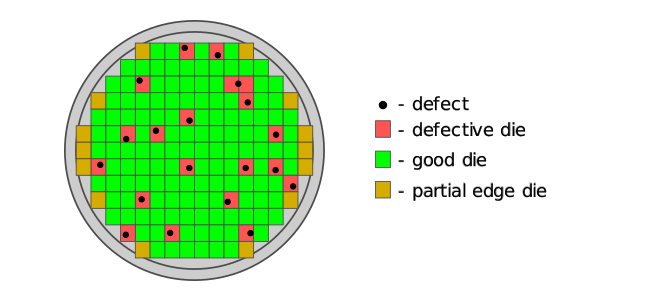 - defect
- defective die
- good die
- partial edge die